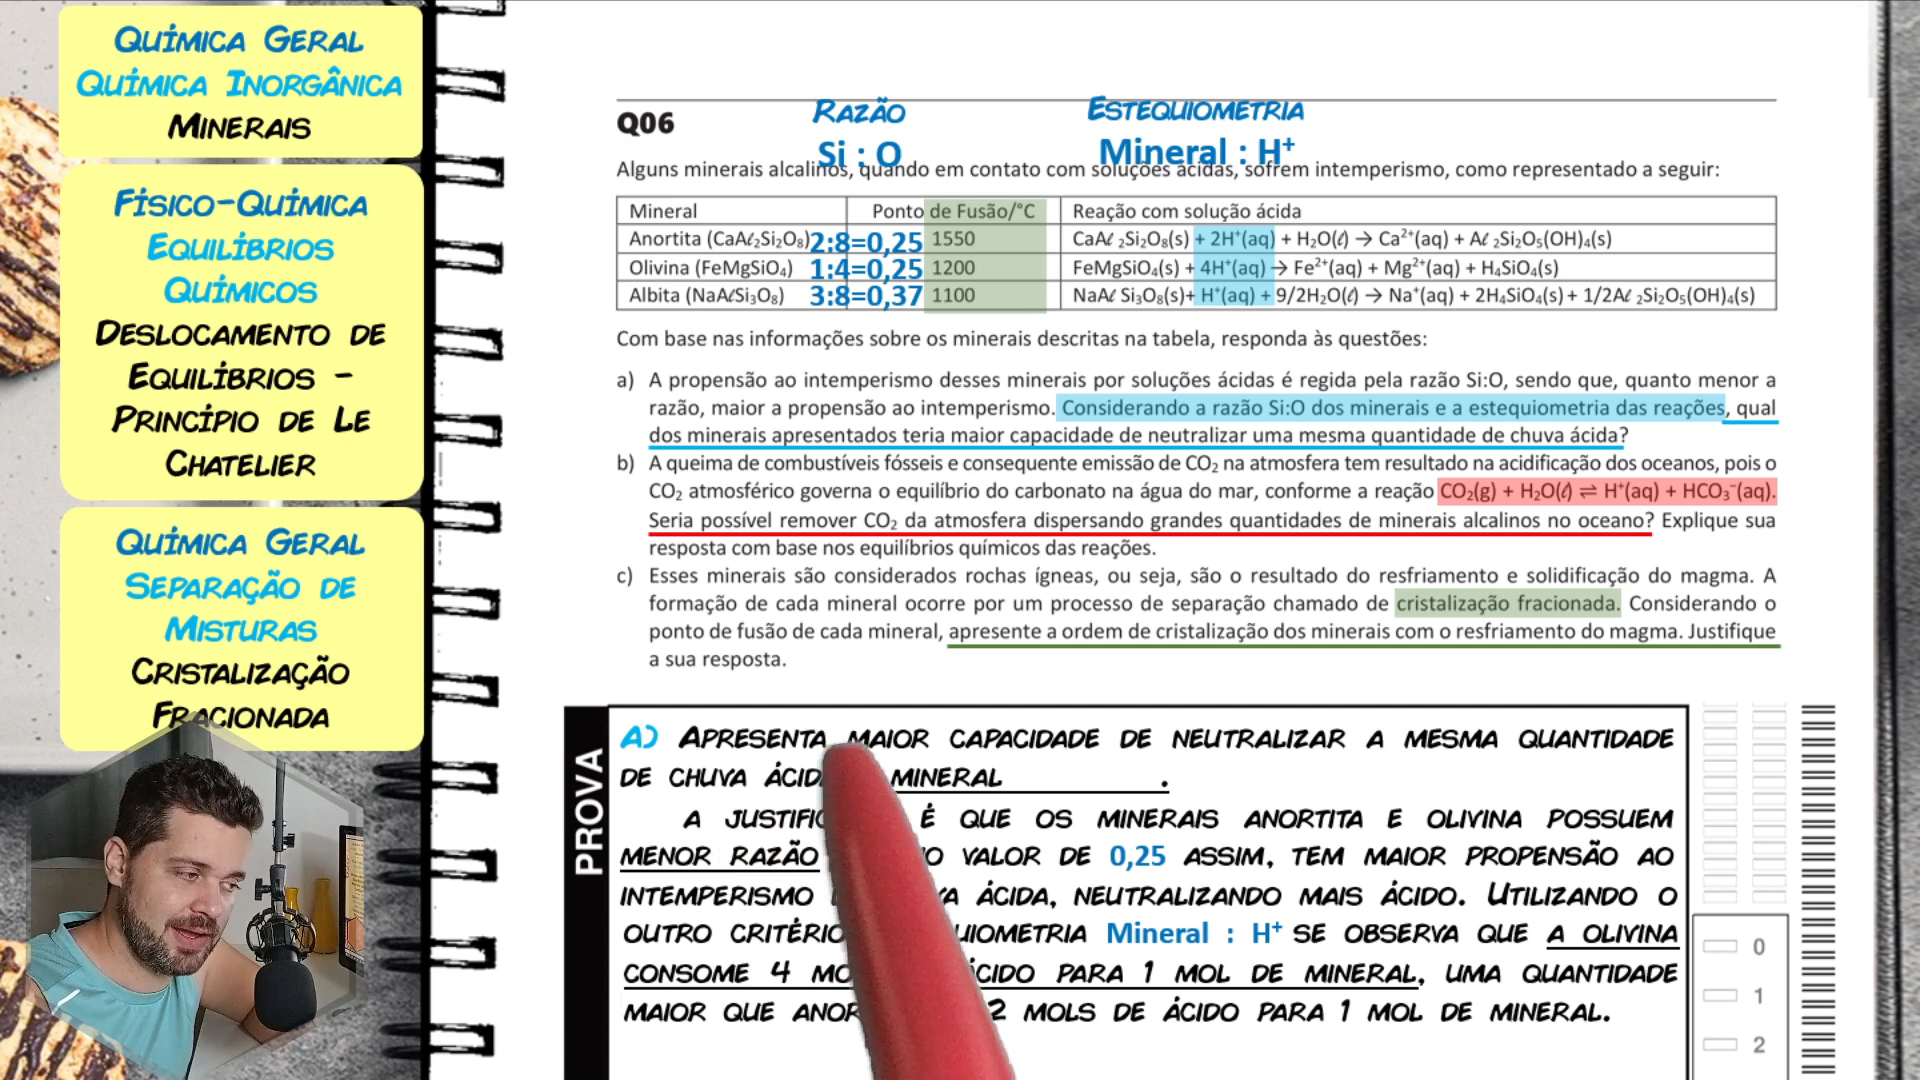 Química Geral
Química Inorgânica
Minerais
Físico-Química
Equilíbrios
Químicos
Deslocamento de
Equilíbrios -
Princípio de Le
Chatelier
Química Geral
Separação de
Misturas
Cristalização
Fracionada
Razão
Si : O
Estequiometria
Mineral : H⁺
Q06
Alguns minerais alcalinos, quando em contato com soluções ácidas, sofrem intemperismo, como representado a seguir:
Mineral Ponto de Fusão/°C Reação com solução ácida
Anortita (CaAℓ₂Si₂O₈) 2:8=0,25 1550 CaAℓ ₂Si₂O₈(s) + 2H⁺(aq) + H₂O(ℓ) → Ca²⁺(aq) + Aℓ ₂Si₂O₅(OH)₄(s)
Olivina (FeMgSiO₄) 1:4=0,25 1200 FeMgSiO₄(s) + 4H⁺(aq) → Fe²⁺(aq) + Mg²⁺(aq) + H₄SiO₄(s)
Albita (NaAℓSi₃O₈) 3:8=0,37 1100 NaAℓ Si₃O₈(s)+ H⁺(aq) + 9/2H₂O(ℓ) → Na⁺(aq) + 2H₄SiO₄(s) + 1/2Aℓ ₂Si₂O₅(OH)₄(s)
Com base nas informações sobre os minerais descritas na tabela, responda às questões:
a) A propensão ao intemperismo desses minerais por soluções ácidas é regida pela razão Si:O, sendo que, quanto menor a
razão, maior a propensão ao intemperismo. Considerando a razão Si:O dos minerais e a estequiometria das reações, qual
dos minerais apresentados teria maior capacidade de neutralizar uma mesma quantidade de chuva ácida?
b) A queima de combustíveis fósseis e consequente emissão de CO₂ na atmosfera tem resultado na acidificação dos oceanos, pois o
CO₂ atmosférico governa o equilíbrio do carbonato na água do mar, conforme a reação CO₂(g) + H₂O(ℓ) ⇌ H⁺(aq) + HCO₃⁻(aq).
Seria possível remover CO₂ da atmosfera dispersando grandes quantidades de minerais alcalinos no oceano? Explique sua
resposta com base nos equilíbrios químicos das reações.
c) Esses minerais são considerados rochas ígneas, ou seja, são o resultado do resfriamento e solidificação do magma. A
formação de cada mineral ocorre por um processo de separação chamado de cristalização fracionada. Considerando o
ponto de fusão de cada mineral, apresente a ordem de cristalização dos minerais com o resfriamento do magma. Justifique
a sua resposta.
PROVA
A) Apresenta maior capacidade de neutralizar a mesma quantidade
de chuva mineral .
A é que os minerais anortita e olivina possuem
menor razão valor de 0,25 assim, tem maior propensão ao
intemperismo ácida, neutralizando mais ácido. Utilizando o
outro Mineral : H⁺ se observa que a olivina
consome 4 para 1 mol de mineral, uma quantidade
maior que 2 mols de ácido para 1 mol de mineral.
0
1
2